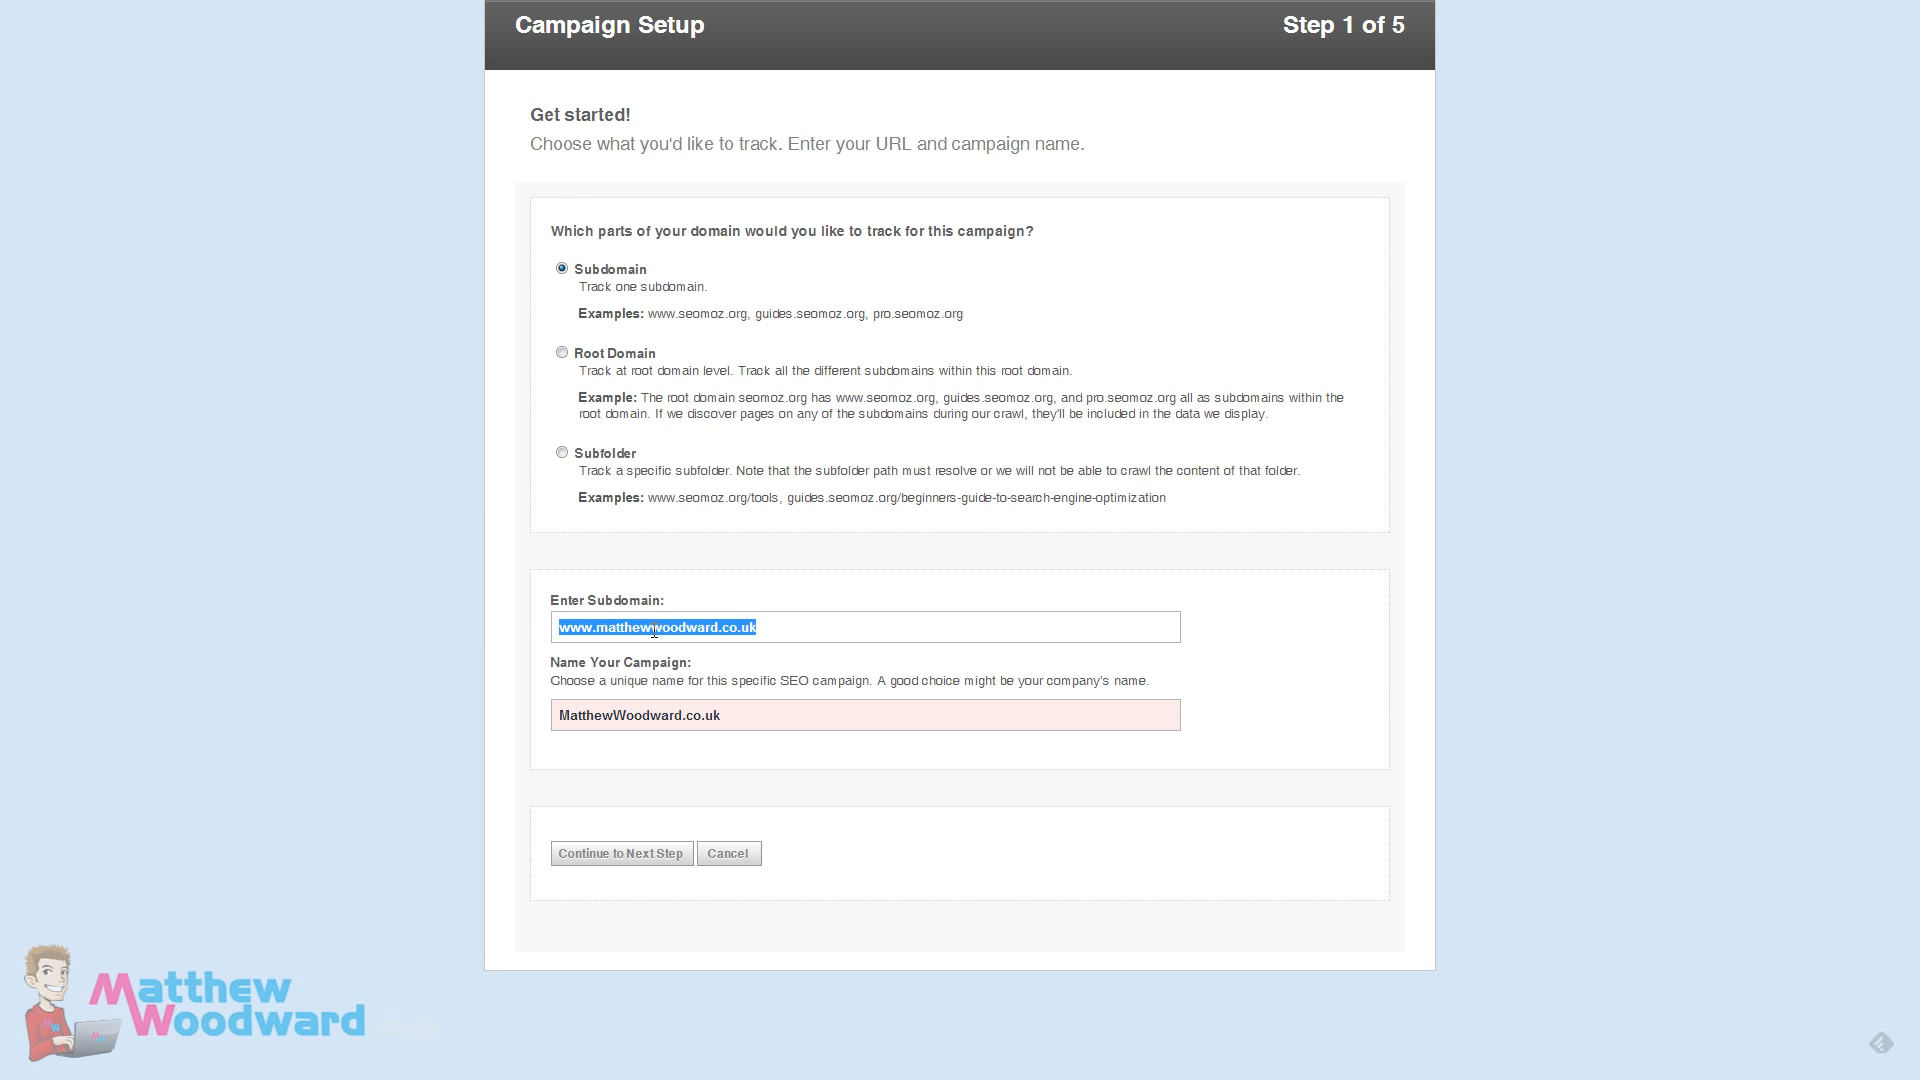 Campaign Setup
Step 1 of 5
Get started!
Choose what you'd like to track. Enter your URL and campaign name.
Which parts of your domain would you like to track for this campaign?
Subdomain
Track one subdomain.
Examples: www.seomoz.org, guides.seomoz.org, pro.seomoz.org
Root Domain
Track at root domain level. Track all the different subdomains within this root domain.
Example: The root domain seomoz.org has www.seomoz.org, guides.seomoz.org, and pro.seomoz.org all as subdomains within the
root domain. If we discover pages on any of the subdomains during our crawl, they'll be included in the data we display.
Subfolder
Track a specific subfolder. Note that the subfolder path must resolve or we will not be able to crawl the content of that folder.
Examples: www.seomoz.org/tools, guides.seomoz.org/beginners-guide-to-search-engine-optimization
Enter Subdomain:
www.matthewwoodward.co.uk
Name Your Campaign:
Choose a unique name for this specific SEO campaign. A good choice might be your company's name.
MatthewWoodward.co.uk
Continue to Next Step
Cancel
Matthew
Woodward